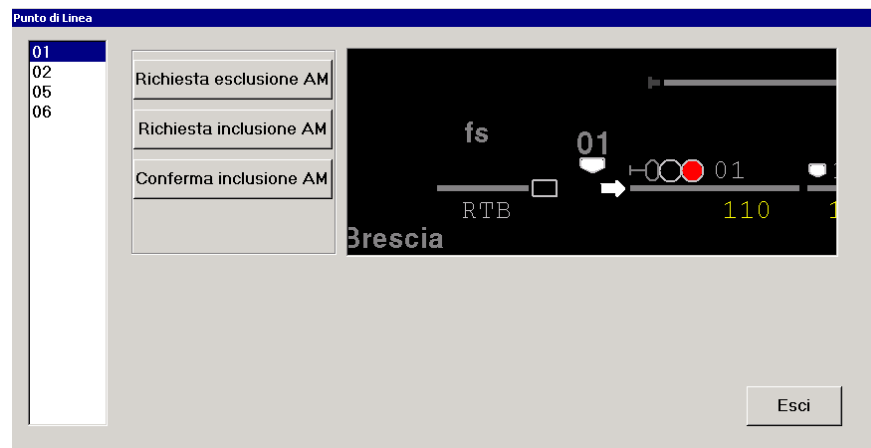 Punto di Linea
01
02
05
06
Richiesta esclusione AM
Richiesta inclusione AM
Conferma inclusione AM
fs
01
01
RTB
110
1
Brescia
Esci